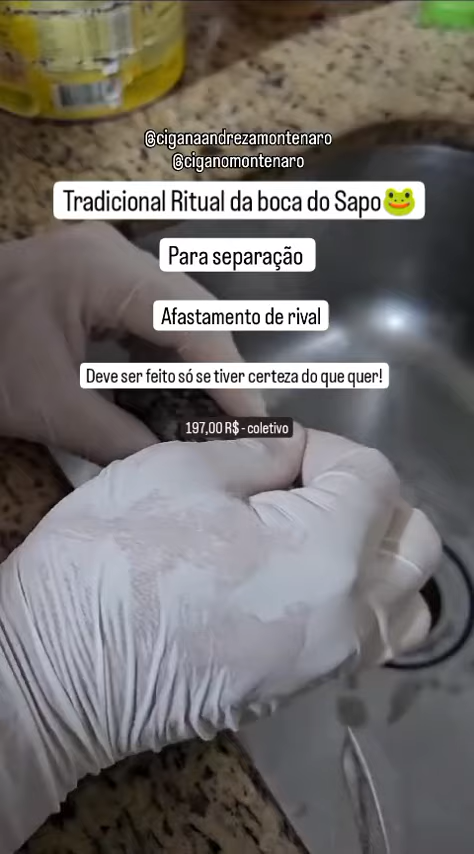 @ciganaandrezamontenaro
@ciganomontenaro
Tradicional Ritual da boca do Sapo🐸
Para separação
Afastamento de rival
Deve ser feito só se tiver certeza do que quer!
197,00 R$ - coletivo